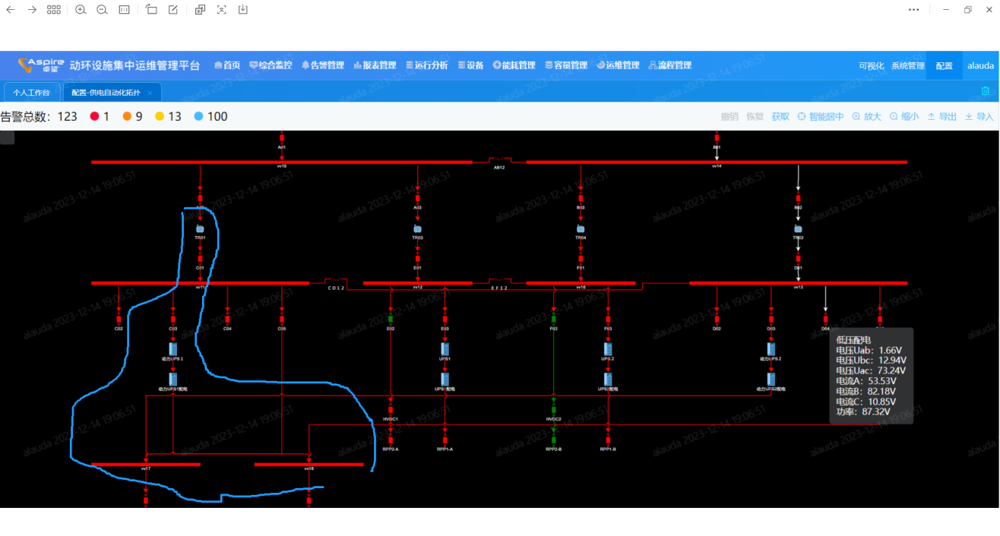 Aspire 卓望 动环设施集中运维管理平台 首页 综合监控 告警管理 报表管理 运行分析 设备 能耗管理 容量管理 运维管理 流程管理 可视化 系统管理 配置 alauda
个人工作台 配置-供电自动化拓扑 ×
告警总数： 123 1 9 13 100 撤销 恢复 获取 智能居中 放大 缩小 导出 导入
A01 B01
vv15 AB12 vv14
alauda 2023-12-14 19:06:51
A03 B03 B02
TR01 TR03 TR04 TR02
C01 E01 F01 D01
vv11 CD12 vv12 EF12 vv16 vv13
C02 C03 C04 C05 E02 E03 F02 F03 D02 D03 D04
动力UPS1 UPS1 UPS2 动力UPS2
动力UPS1配电 UPS1配电 UPS2配电 动力UPS2配电
低压配电
电压Uab：1.66V
电压Ubc：12.94V
电压Uac：73.24V
电流A：53.53V
电流B：82.18V
电流C：10.85V
功率：87.32V
HVDC1 HVDC2
RPP2-A RPP1-A RPP2-B RPP1-B
vv17 vv18